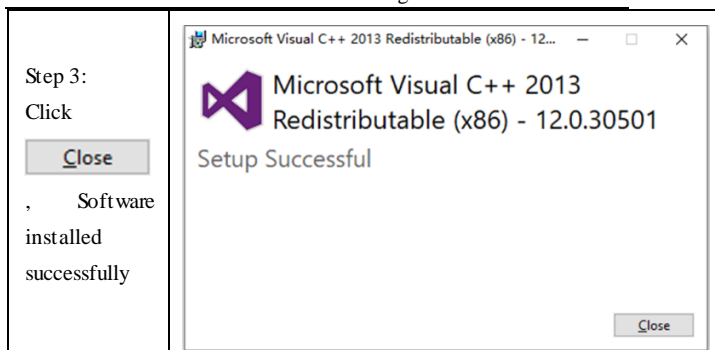 Step 3:
Click
Close
, Software
installed
successfully
Microsoft Visual C++ 2013 Redistributable (x86) - 12...
Microsoft Visual C++ 2013
Redistributable (x86) - 12.0.30501
Setup Successful
Close